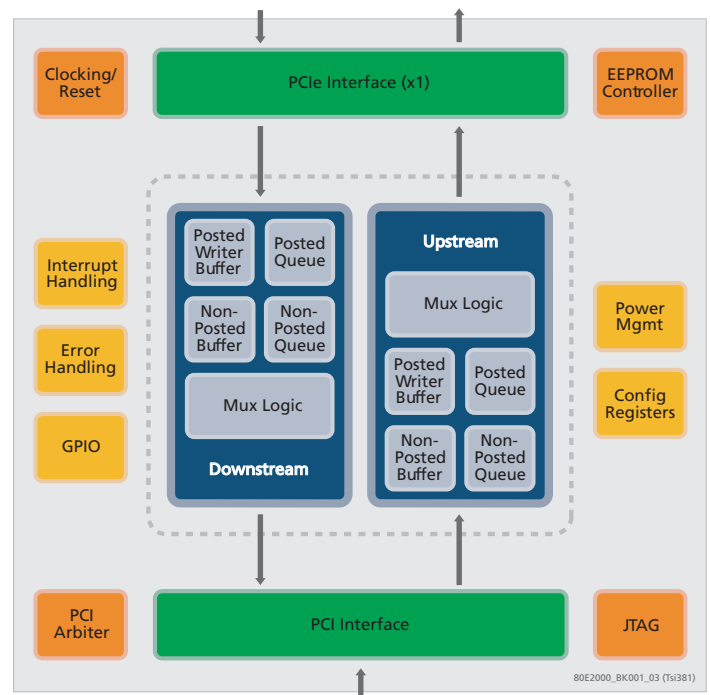 Clocking/
Reset
PCIe Interface (x1)
EEPROM
Controller
Interrupt
Handling
Error
Handling
GPIO
Posted
Writer
Buffer
Posted
Queue
Non-
Posted
Buffer
Non-
Posted
Queue
Mux Logic
Downstream
Upstream
Mux Logic
Posted
Writer
Buffer
Posted
Queue
Non-
Posted
Buffer
Non-
Posted
Queue
Power
Mgmt
Config
Registers
PCI
Arbiter
PCI Interface
JTAG
80E2000_BK001_03 (Tsi381)